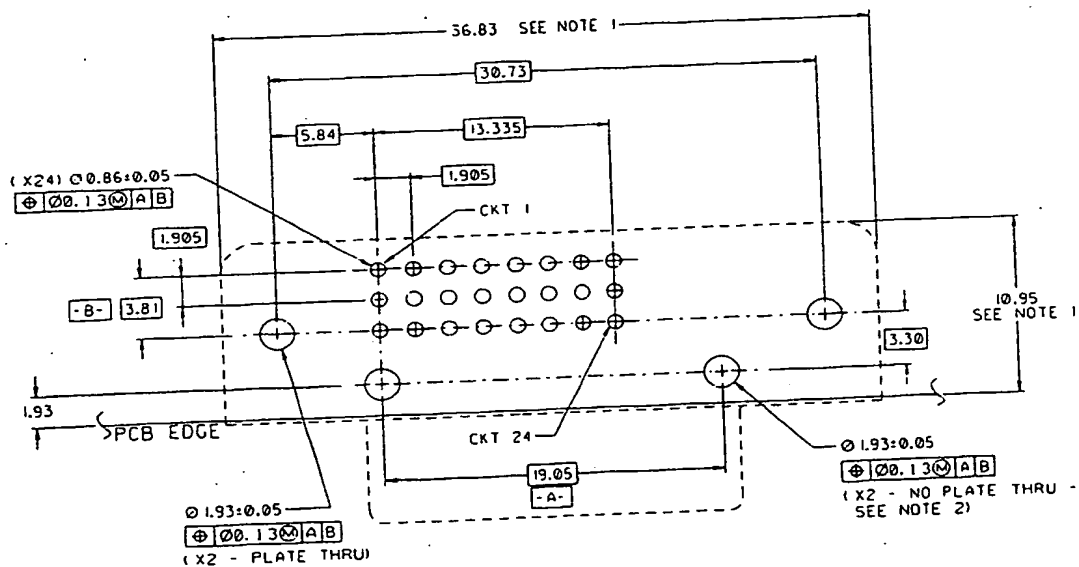 36.83 SEE NOTE 1
30.73
5.84
13.335
(X24) Ø0.86±0.05
⌖ Ø0.13Ⓜ A B
1.905
CKT 1
1.905
-B- 3.81
10.95
SEE NOTE 1
3.30
1.93
PCB EDGE
CKT 24
Ø1.93±0.05
⌖ Ø0.13Ⓜ A B
(X2 - NO PLATE THRU -
SEE NOTE 2)
19.05
-A-
Ø1.93±0.05
⌖ Ø0.13Ⓜ A B
(X2 - PLATE THRU)